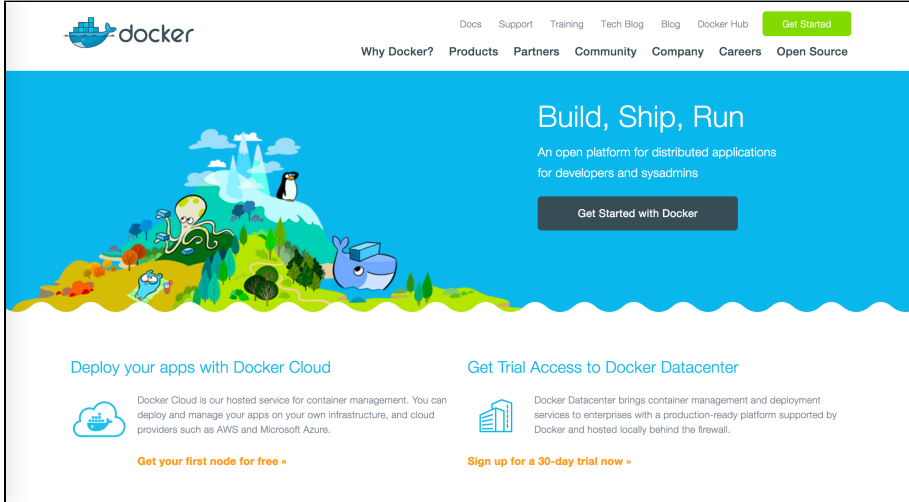 docker
Docs Support Training Tech Blog Blog Docker Hub Get Started
Why Docker? Products Partners Community Company Careers Open Source
Build, Ship, Run
An open platform for distributed applications
for developers and sysadmins
Get Started with Docker
Deploy your apps with Docker Cloud
Docker Cloud is our hosted service for container management. You can
deploy and manage your apps on your own infrastructure, and cloud
providers such as AWS and Microsoft Azure.
Get your first node for free »
Get Trial Access to Docker Datacenter
Docker Datacenter brings container management and deployment
services to enterprises with a production-ready platform supported by
Docker and hosted locally behind the firewall.
Sign up for a 30-day trial now »